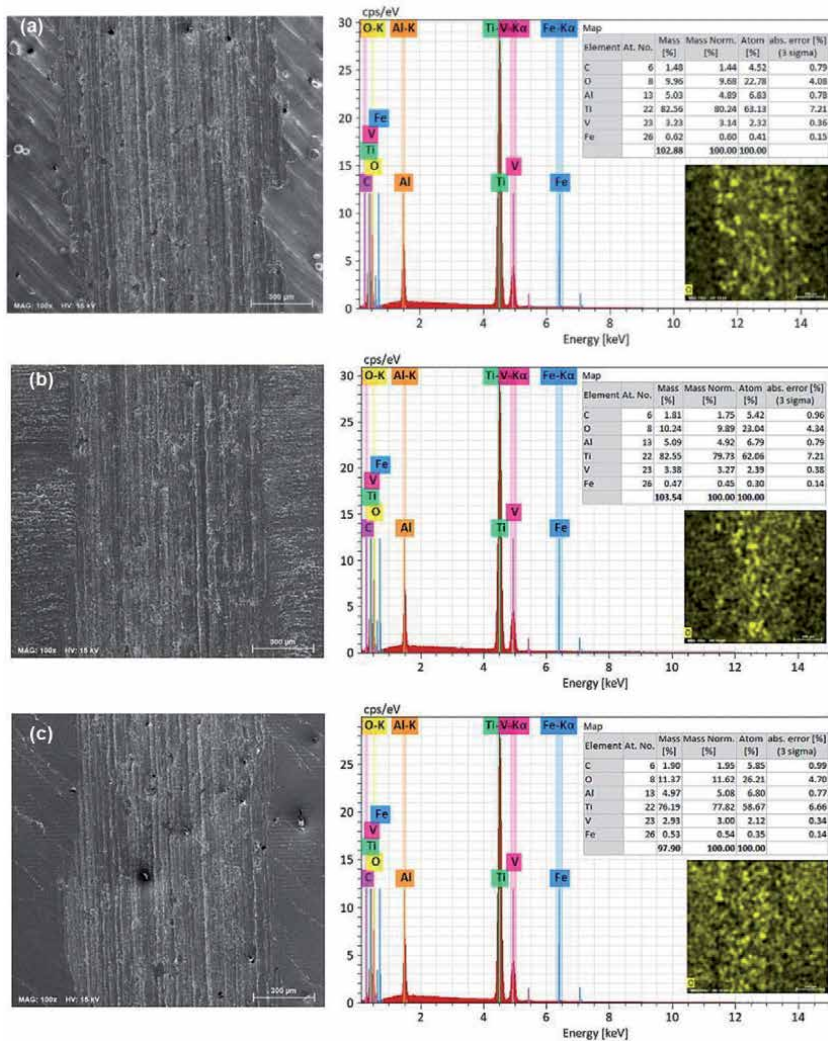 (a)
MAG: 100x HV: 15 kV
300 µm
cps/eV
30
25
20
15
10
5
0
O-K Al-K Ti- V-Kα Fe-Kα
Fe
V
Ti
O
C Al Ti V Fe
2 4 6 8 10 12 14
Energy [keV]
Map
Element At. No. Mass [%] Mass Norm. [%] Atom [%] abs. error [%] (3 sigma)
C 6 1.48 1.44 4.52 0.79
O 8 9.96 9.68 22.78 4.08
Al 13 5.03 4.89 6.83 0.78
Ti 22 82.56 80.24 63.13 7.21
V 23 3.23 3.14 2.32 0.36
Fe 26 0.62 0.60 0.41 0.15
102.88 100.00 100.00
O
(b)
MAG: 100x HV: 15 kV
300 µm
cps/eV
30
25
20
15
10
5
0
O-K Al-K Ti- V-Kα Fe-Kα
Fe
V
Ti
O
C Al Ti V Fe
2 4 6 8 10 12 14
Energy [keV]
Map
Element At. No. Mass [%] Mass Norm. [%] Atom [%] abs. error [%] (3 sigma)
C 6 1.81 1.75 5.42 0.96
O 8 10.24 9.89 23.04 4.34
Al 13 5.09 4.92 6.79 0.79
Ti 22 82.55 79.73 62.06 7.21
V 23 3.38 3.27 2.39 0.38
Fe 26 0.47 0.45 0.30 0.14
103.54 100.00 100.00
O
(c)
MAG: 100x HV: 15 kV
300 µm
cps/eV
25
20
15
10
5
0
O-K Al-K Ti- V-Kα Fe-Kα
Fe
V
Ti
O
C Al Ti V Fe
2 4 6 8 10 12 14
Energy [keV]
Map
Element At. No. Mass [%] Mass Norm. [%] Atom [%] abs. error [%] (3 sigma)
C 6 1.90 1.95 5.85 0.99
O 8 11.37 11.62 26.21 4.70
Al 13 4.97 5.08 6.80 0.77
Ti 22 76.19 77.82 58.67 6.66
V 23 2.93 3.00 2.12 0.34
Fe 26 0.53 0.54 0.35 0.14
97.90 100.00 100.00
O